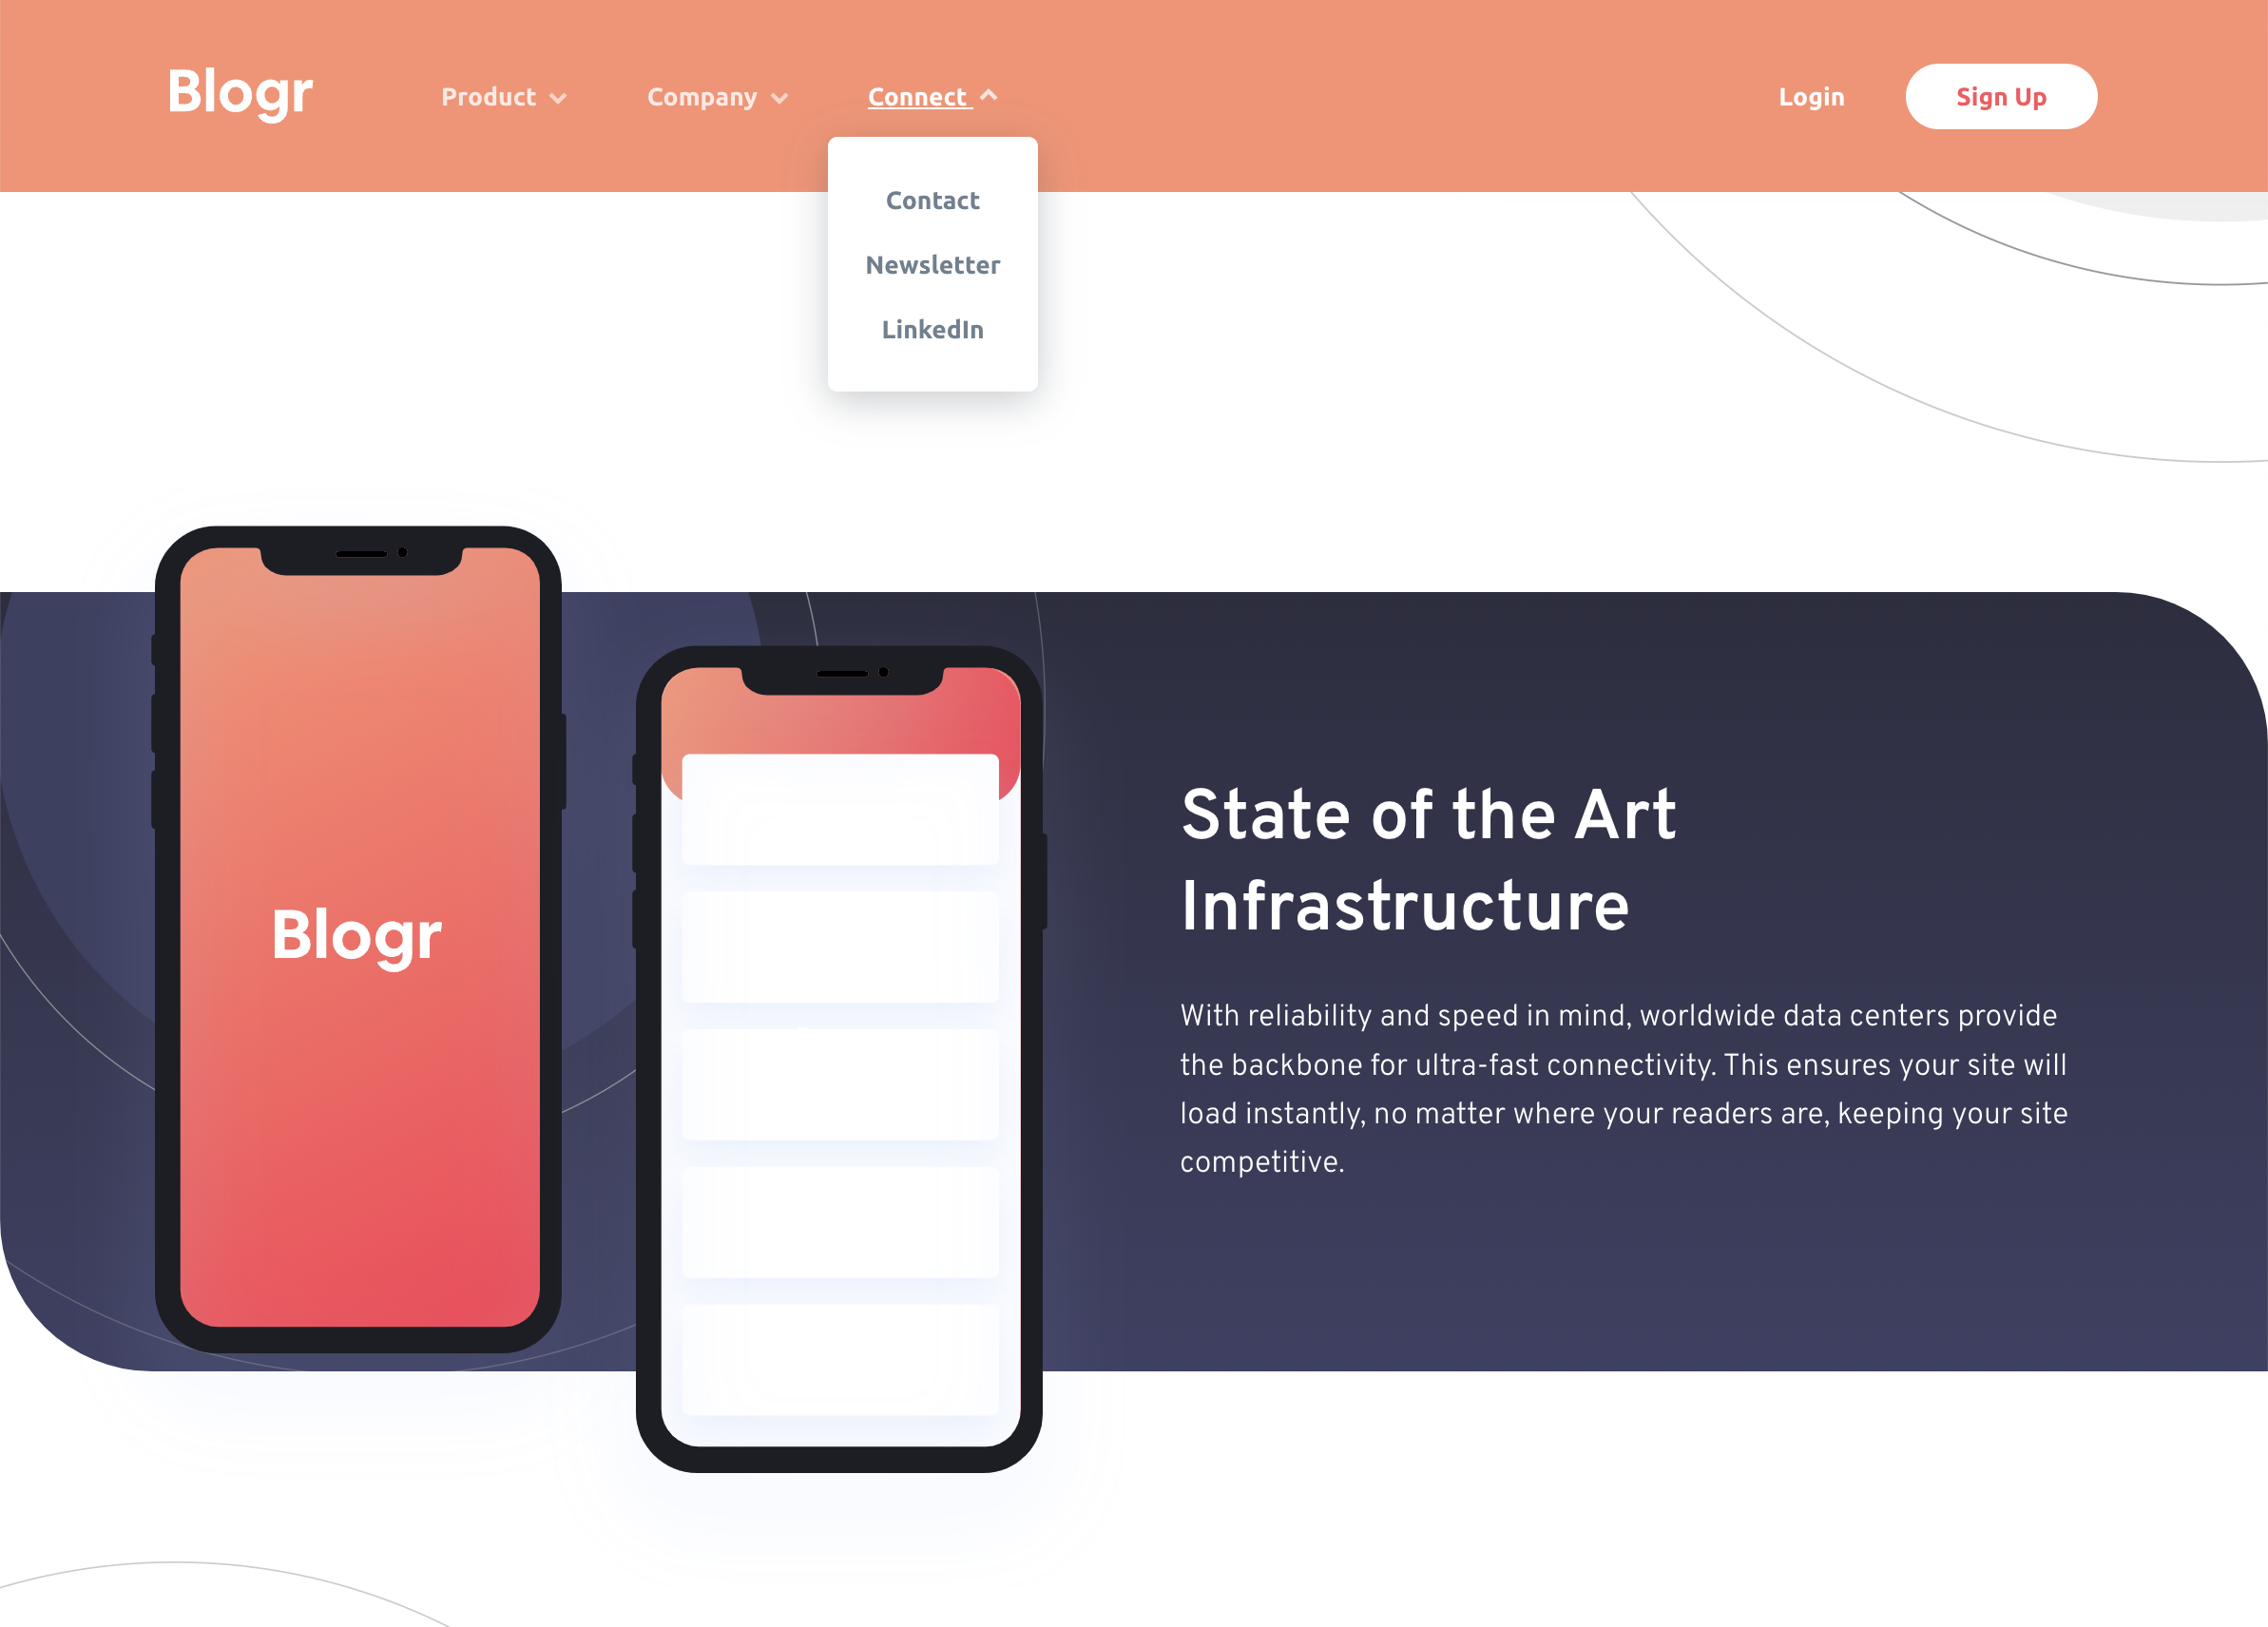 Blogr
Product
Company
Connect
Login
Sign Up
Contact
Newsletter
LinkedIn
Blogr
State of the Art
Infrastructure
With reliability and speed in mind, worldwide data centers provide
the backbone for ultra-fast connectivity. This ensures your site will
load instantly, no matter where your readers are, keeping your site
competitive.